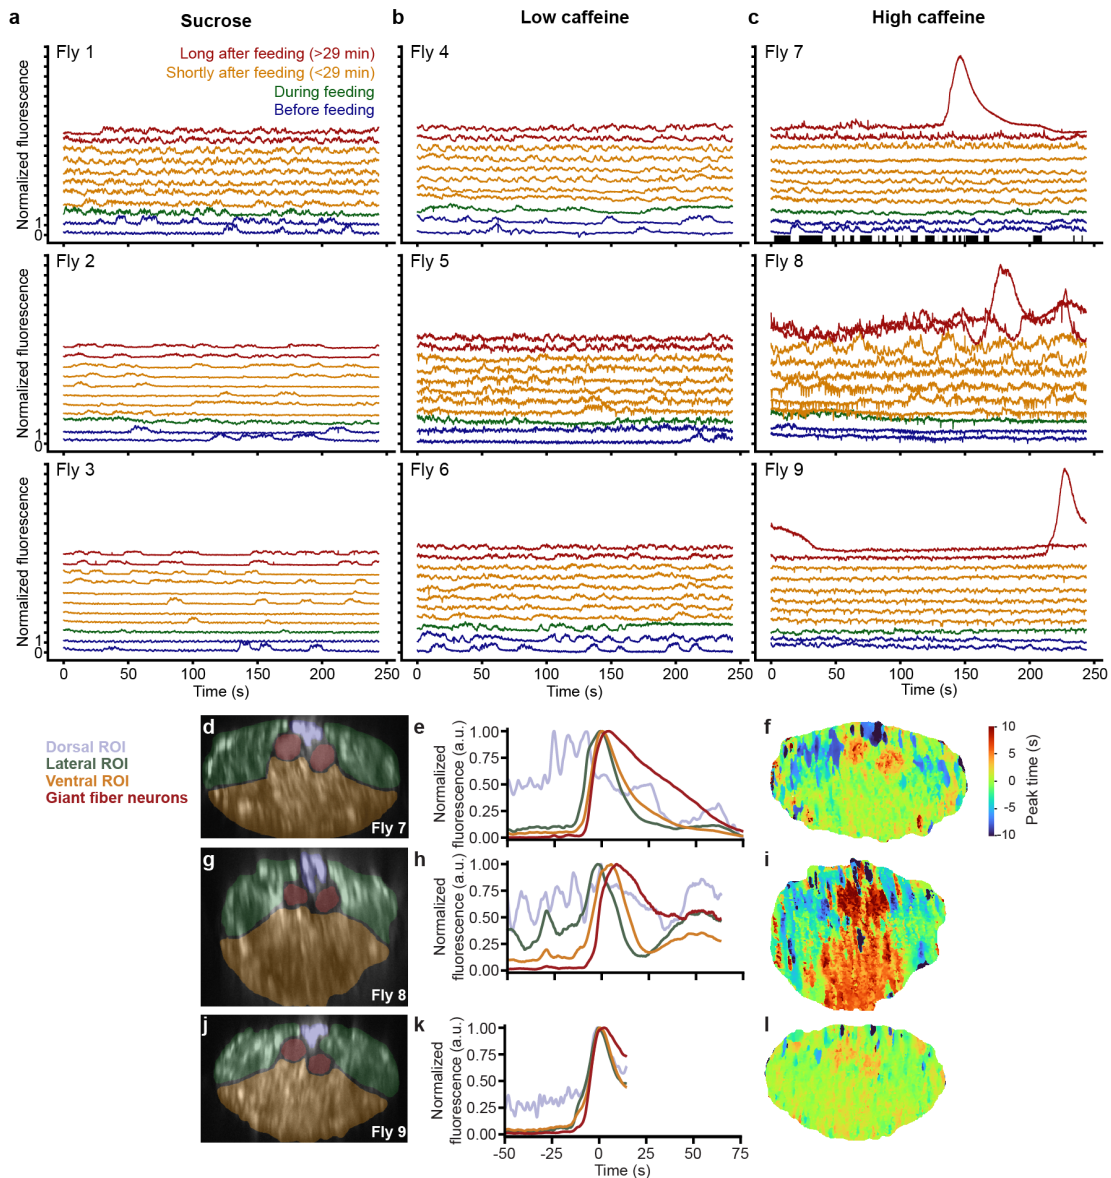 a
Sucrose
b
Low caffeine
c
High caffeine
Fly 1
Long after feeding (>29 min)
Shortly after feeding (<29 min)
During feeding
Before feeding
Normalized fluorescence
1
0
Fly 4
Fly 7
Fly 2
Normalized fluorescence
1
0
Fly 5
Fly 8
Fly 3
Normalized fluorescence
1
0
Fly 6
Fly 9
0 50 100 150 200 250
Time (s)
0 50 100 150 200 250
Time (s)
0 50 100 150 200 250
Time (s)
Dorsal ROI
Lateral ROI
Ventral ROI
Giant fiber neurons
d
Fly 7
e
Normalized
fluorescence (a.u.)
1.00
0.75
0.50
0.25
0.00
f
10
5
0
-5
-10
Peak time (s)
g
Fly 8
h
Normalized
fluorescence (a.u.)
1.00
0.75
0.50
0.25
0.00
i
j
Fly 9
k
Normalized
fluorescence (a.u.)
1.00
0.75
0.50
0.25
0.00
-50 -25 0 25 50 75
Time (s)
l